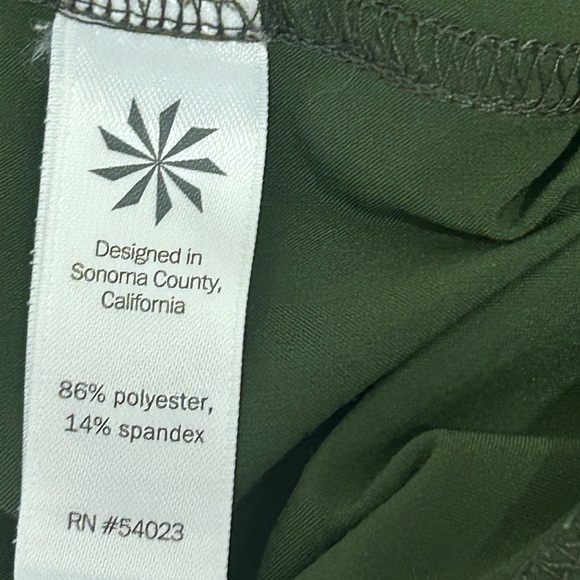 Designed in
Sonoma County,
California
86% polyester,
14% spandex
RN #54023